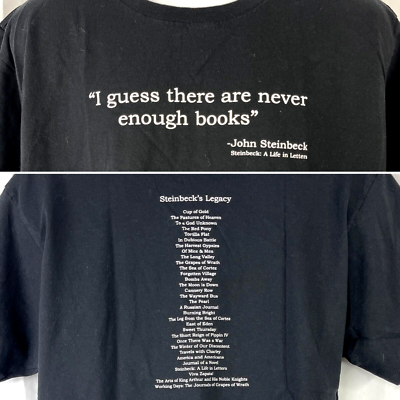 “I guess there are never
enough books”
-John Steinbeck
Steinbeck: A Life in Letters
Steinbeck's Legacy
Cup of Gold
The Pastures of Heaven
To a God Unknown
The Red Pony
Tortilla Flat
In Dubious Battle
The Harvest Gypsies
Of Men & Men
The Long Valley
The Grapes of Wrath
The Sea of Cortez
Forgotten Village
Bombs Away
The Moon is Down
Cannery Row
The Wayward Bus
The Pearl
A Russian Journal
Burning Bright
The Log from the Sea of Cortez
East of Eden
Sweet Thursday
The Short Reign of Pippin IV
Once There Was a War
The Winter of Our Discontent
Travels with Charley
America and Americans
Journal of a Novel
Steinbeck: A Life in Letters
Viva Zapata!
The Acts of King Arthur and His Noble Knights
Working Days: The Journals of Grapes of Wrath